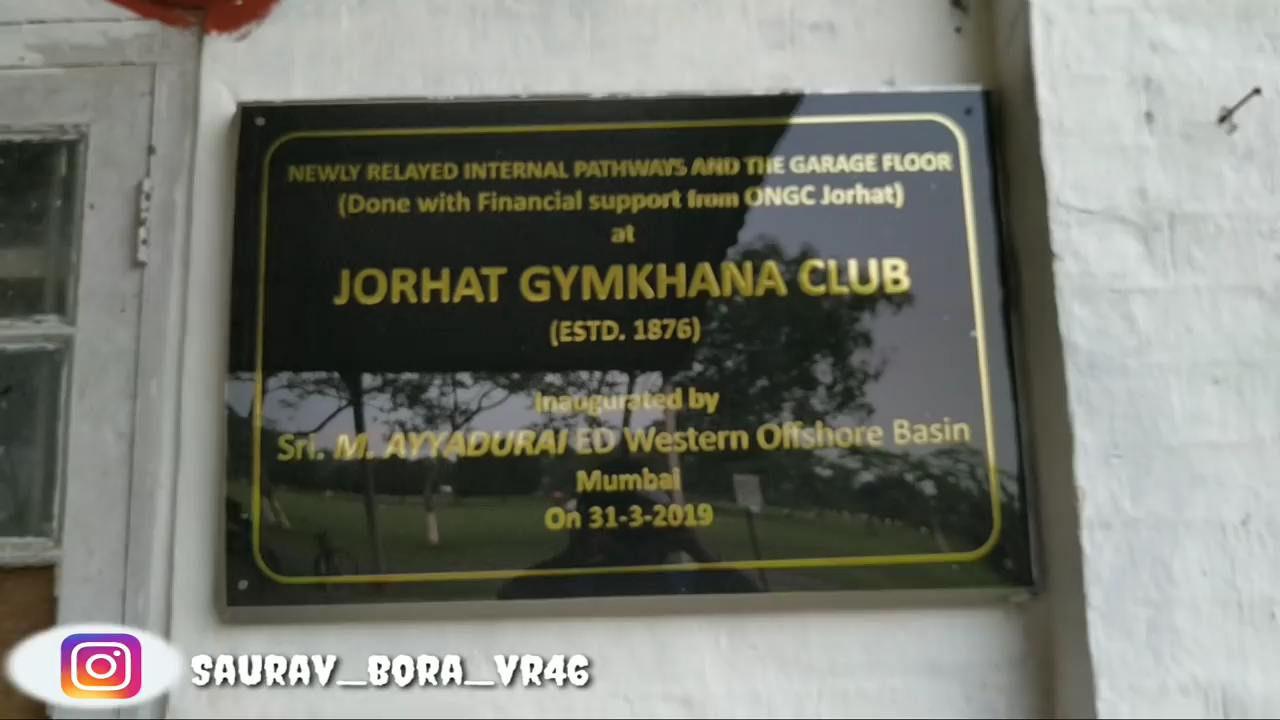 NEWLY RELAYED INTERNAL PATHWAYS AND THE GARAGE FLOOR
(Done with Financial support from ONGC Jorhat)
at
JORHAT GYMKHANA CLUB
(ESTD. 1876)
Inaugurated by
Sri. M. AYYADURAI ED Western Offshore Basin
Mumbai
On 31-3-2019
SAURAV_BORA_VR46